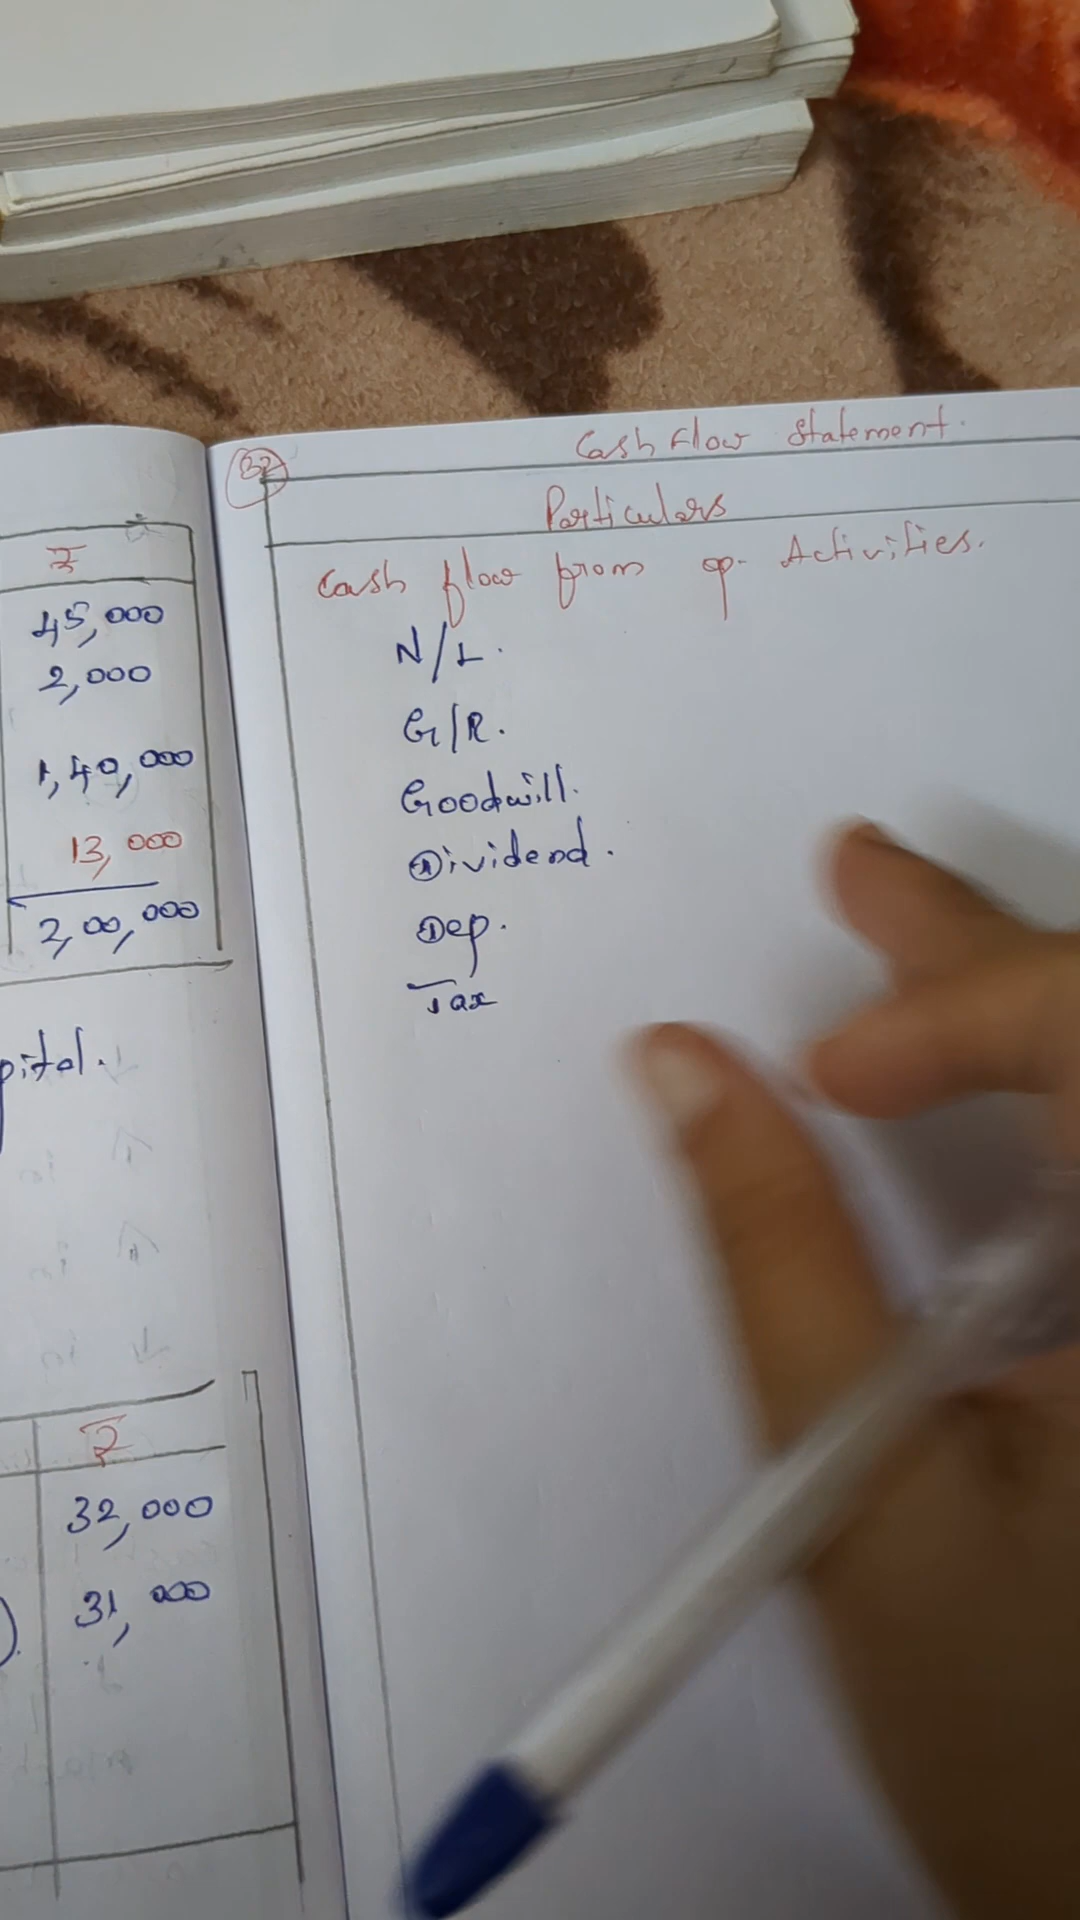 ₹
45,000
2,000
1,40,000
13,000
2,00,000
pital.
₹
32,000
31,000
32
Cash Flow Statement.
Particulars
Cash flow from op. Activities.
N/L.
G/R.
Goodwill.
Dividend.
Dep.
Tax